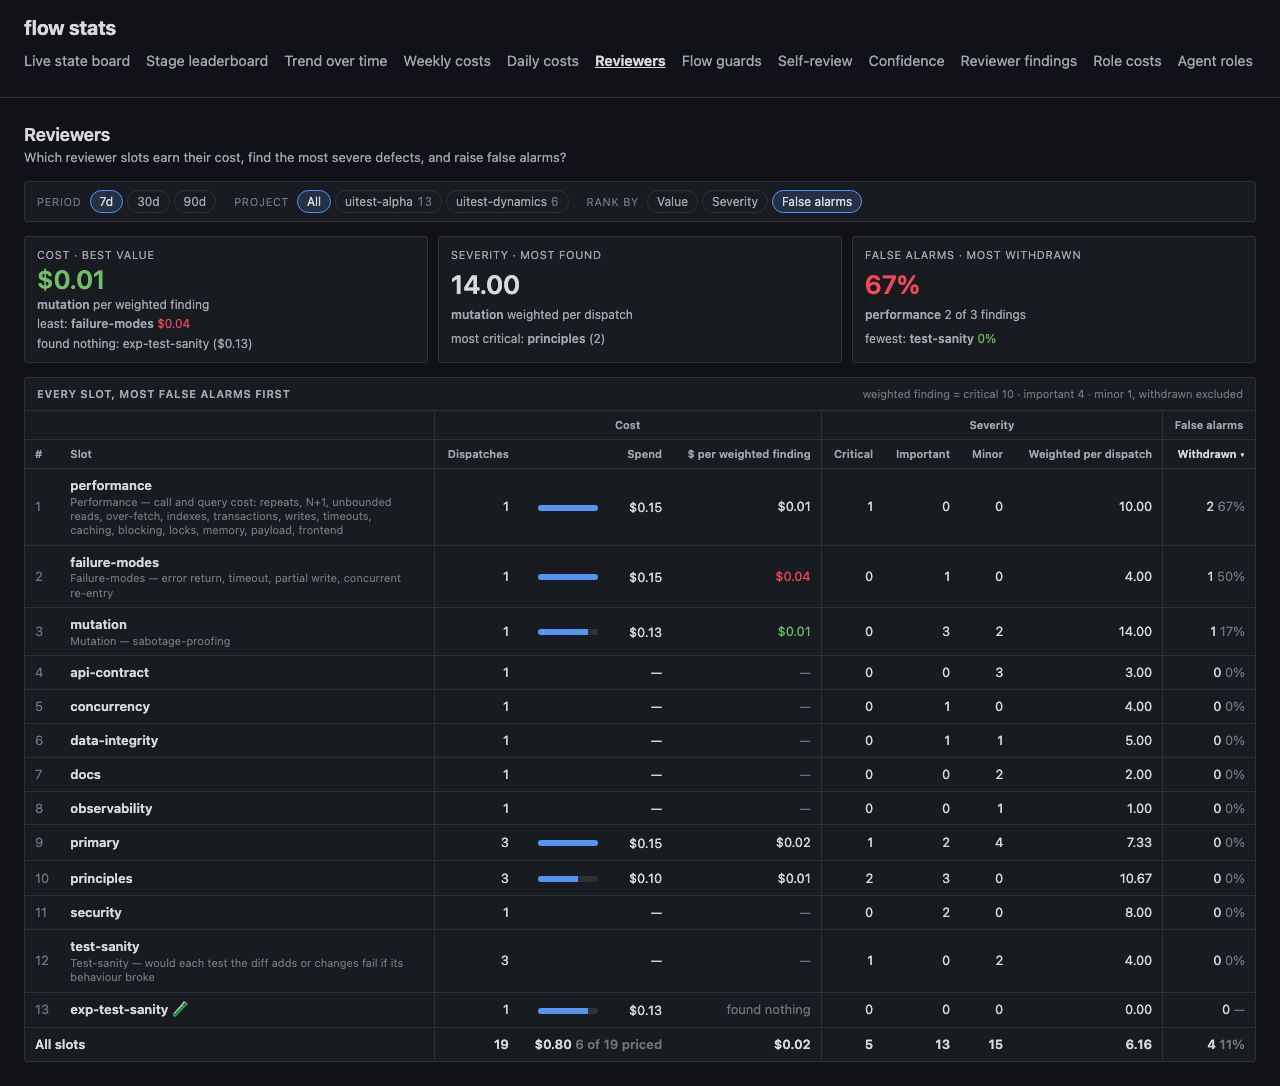 flow stats
Live state board Stage leaderboard Trend over time Weekly costs Daily costs Reviewers Flow guards Self-review Confidence Reviewer findings Role costs Agent roles
Reviewers
Which reviewer slots earn their cost, find the most severe defects, and raise false alarms?
PERIOD 7d 30d 90d PROJECT All uitest-alpha 13 uitest-dynamics 6 RANK BY Value Severity False alarms
COST · BEST VALUE
$0.01
mutation per weighted finding
least: failure-modes $0.04
found nothing: exp-test-sanity ($0.13)
SEVERITY · MOST FOUND
14.00
mutation weighted per dispatch
most critical: principles (2)
FALSE ALARMS · MOST WITHDRAWN
67%
performance 2 of 3 findings
fewest: test-sanity 0%
EVERY SLOT, MOST FALSE ALARMS FIRST weighted finding = critical 10 · important 4 · minor 1, withdrawn excluded
Cost Severity False alarms
# Slot Dispatches Spend $ per weighted finding Critical Important Minor Weighted per dispatch Withdrawn ▾
1 performance 1 $0.15 $0.01 1 0 0 10.00 2 67%
Performance — call and query cost: repeats, N+1, unbounded
reads, over-fetch, indexes, transactions, writes, timeouts,
caching, blocking, locks, memory, payload, frontend
2 failure-modes 1 $0.15 $0.04 0 1 0 4.00 1 50%
Failure-modes — error return, timeout, partial write, concurrent
re-entry
3 mutation 1 $0.13 $0.01 0 3 2 14.00 1 17%
Mutation — sabotage-proofing
4 api-contract 1 — — 0 0 3 3.00 0 0%
5 concurrency 1 — — 0 1 0 4.00 0 0%
6 data-integrity 1 — — 0 1 1 5.00 0 0%
7 docs 1 — — 0 0 2 2.00 0 0%
8 observability 1 — — 0 0 1 1.00 0 0%
9 primary 3 $0.15 $0.02 1 2 4 7.33 0 0%
10 principles 3 $0.10 $0.01 2 3 0 10.67 0 0%
11 security 1 — — 0 2 0 8.00 0 0%
12 test-sanity 3 — — 1 0 2 4.00 0 0%
Test-sanity — would each test the diff adds or changes fail if its
behaviour broke
13 exp-test-sanity 1 $0.13 found nothing 0 0 0 0.00 0 —
All slots 19 $0.80 6 of 19 priced $0.02 5 13 15 6.16 4 11%